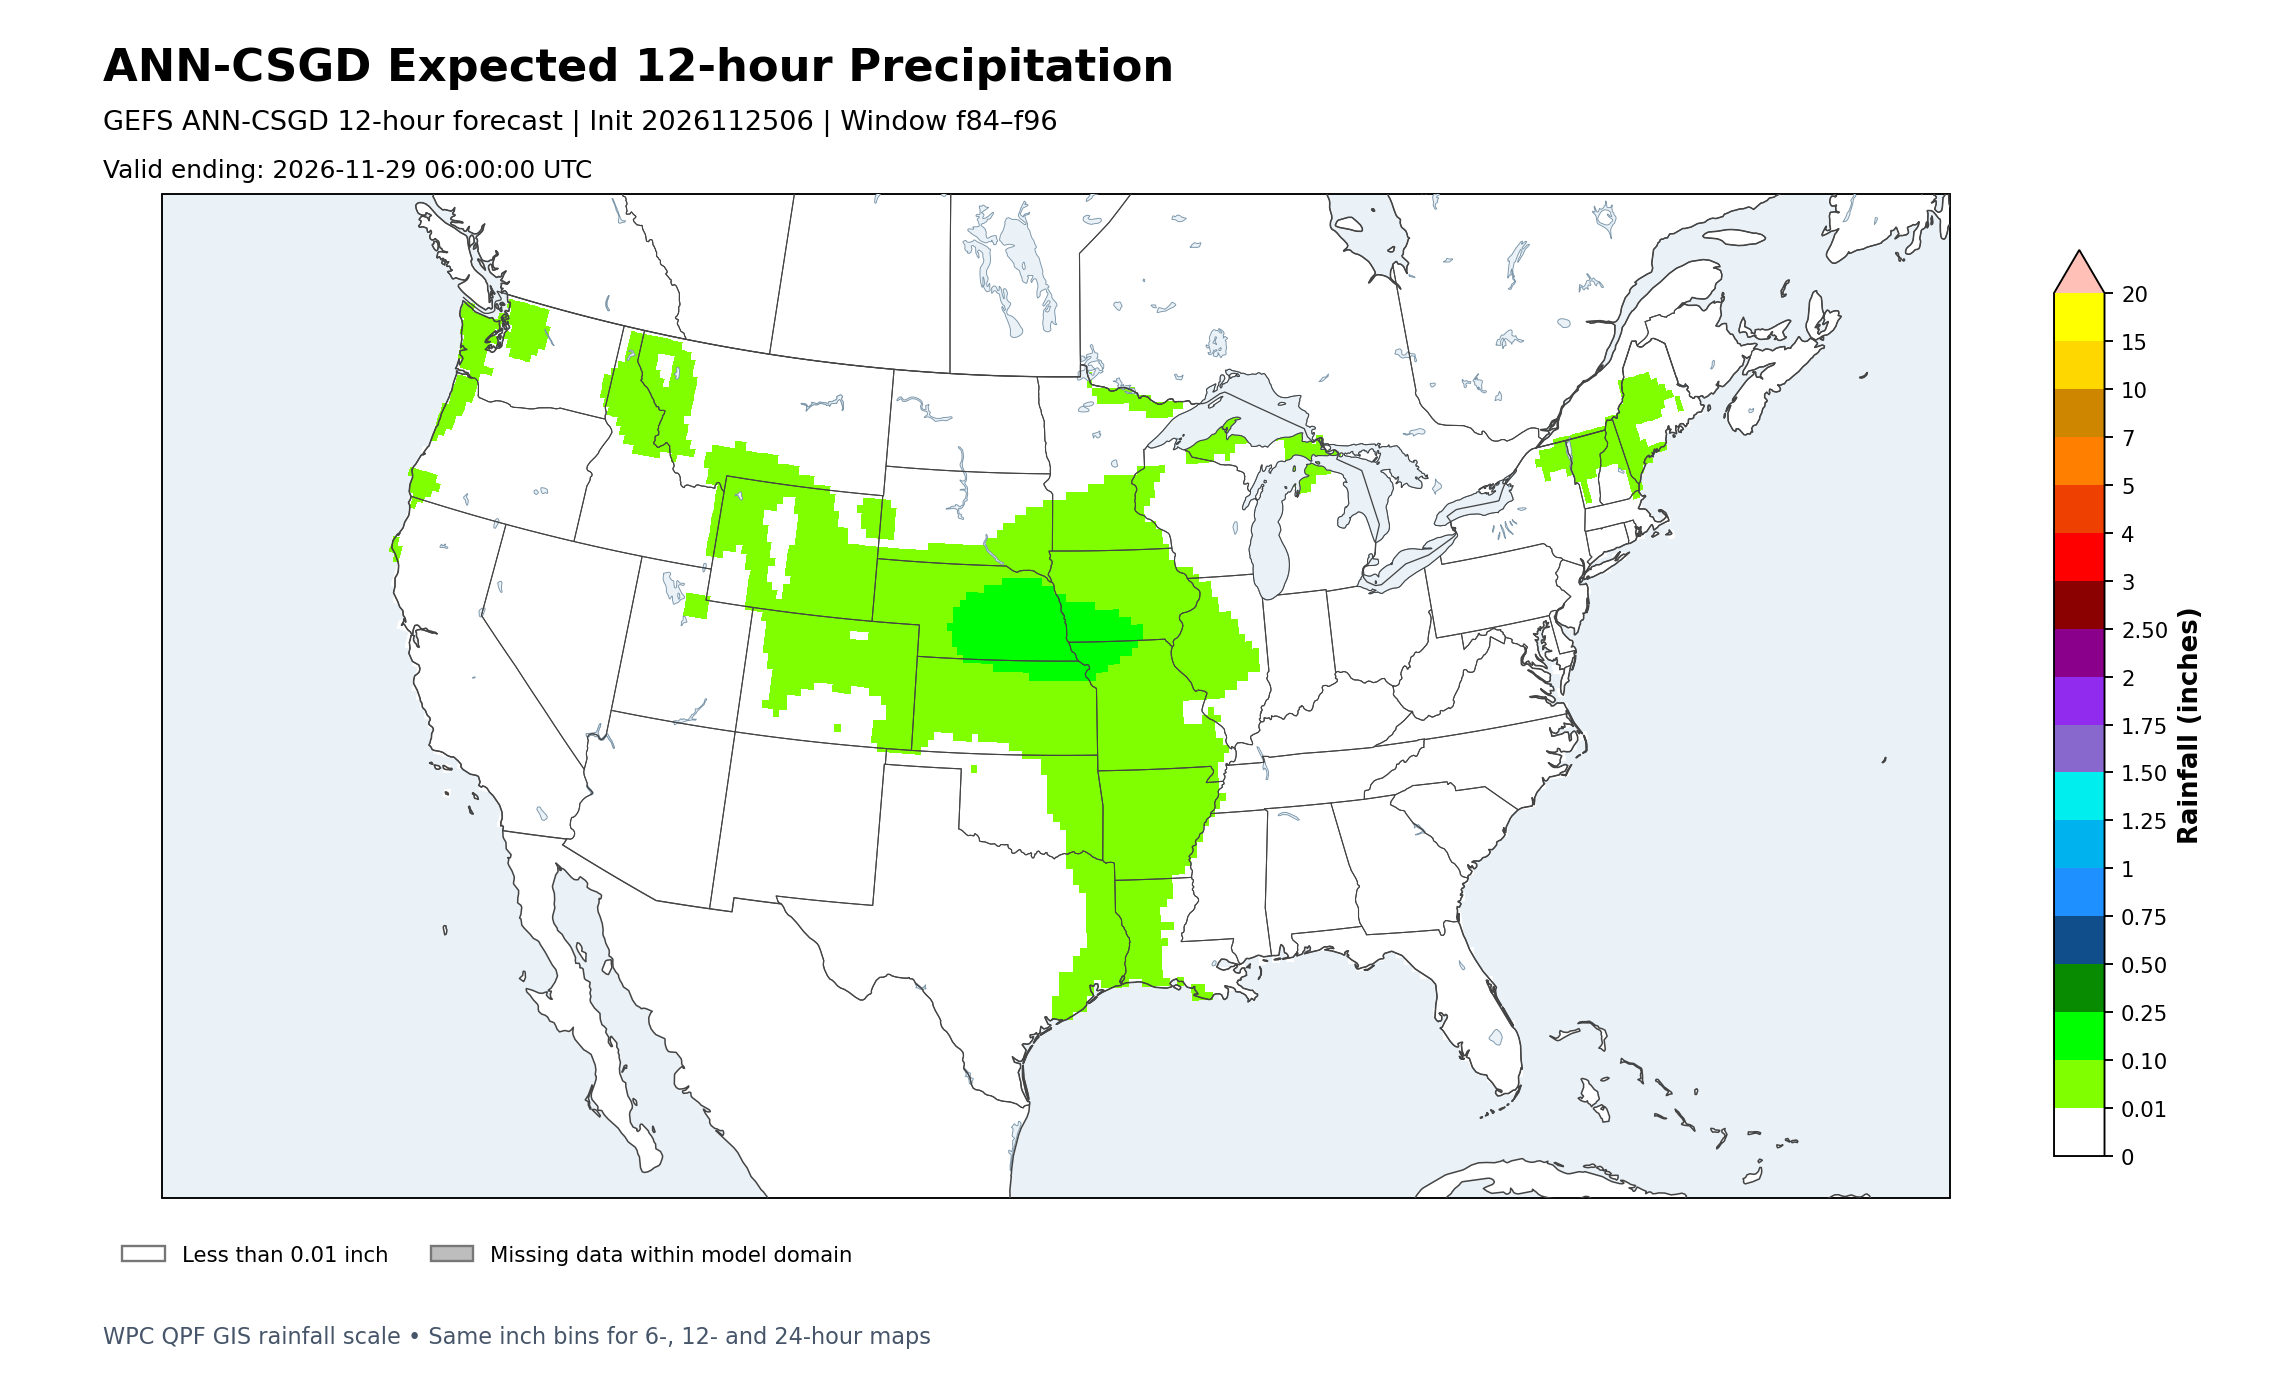 ANN-CSGD Expected 12-hour Precipitation
GEFS ANN-CSGD 12-hour forecast | Init 2026112506 | Window f84–f96
Valid ending: 2026-11-29 06:00:00 UTC
20
15
10
7
5
4
3
2.50
2
1.75
1.50
1.25
1
0.75
0.50
0.25
0.10
0.01
0
Rainfall (inches)
Less than 0.01 inch
Missing data within model domain
WPC QPF GIS rainfall scale • Same inch bins for 6-, 12- and 24-hour maps